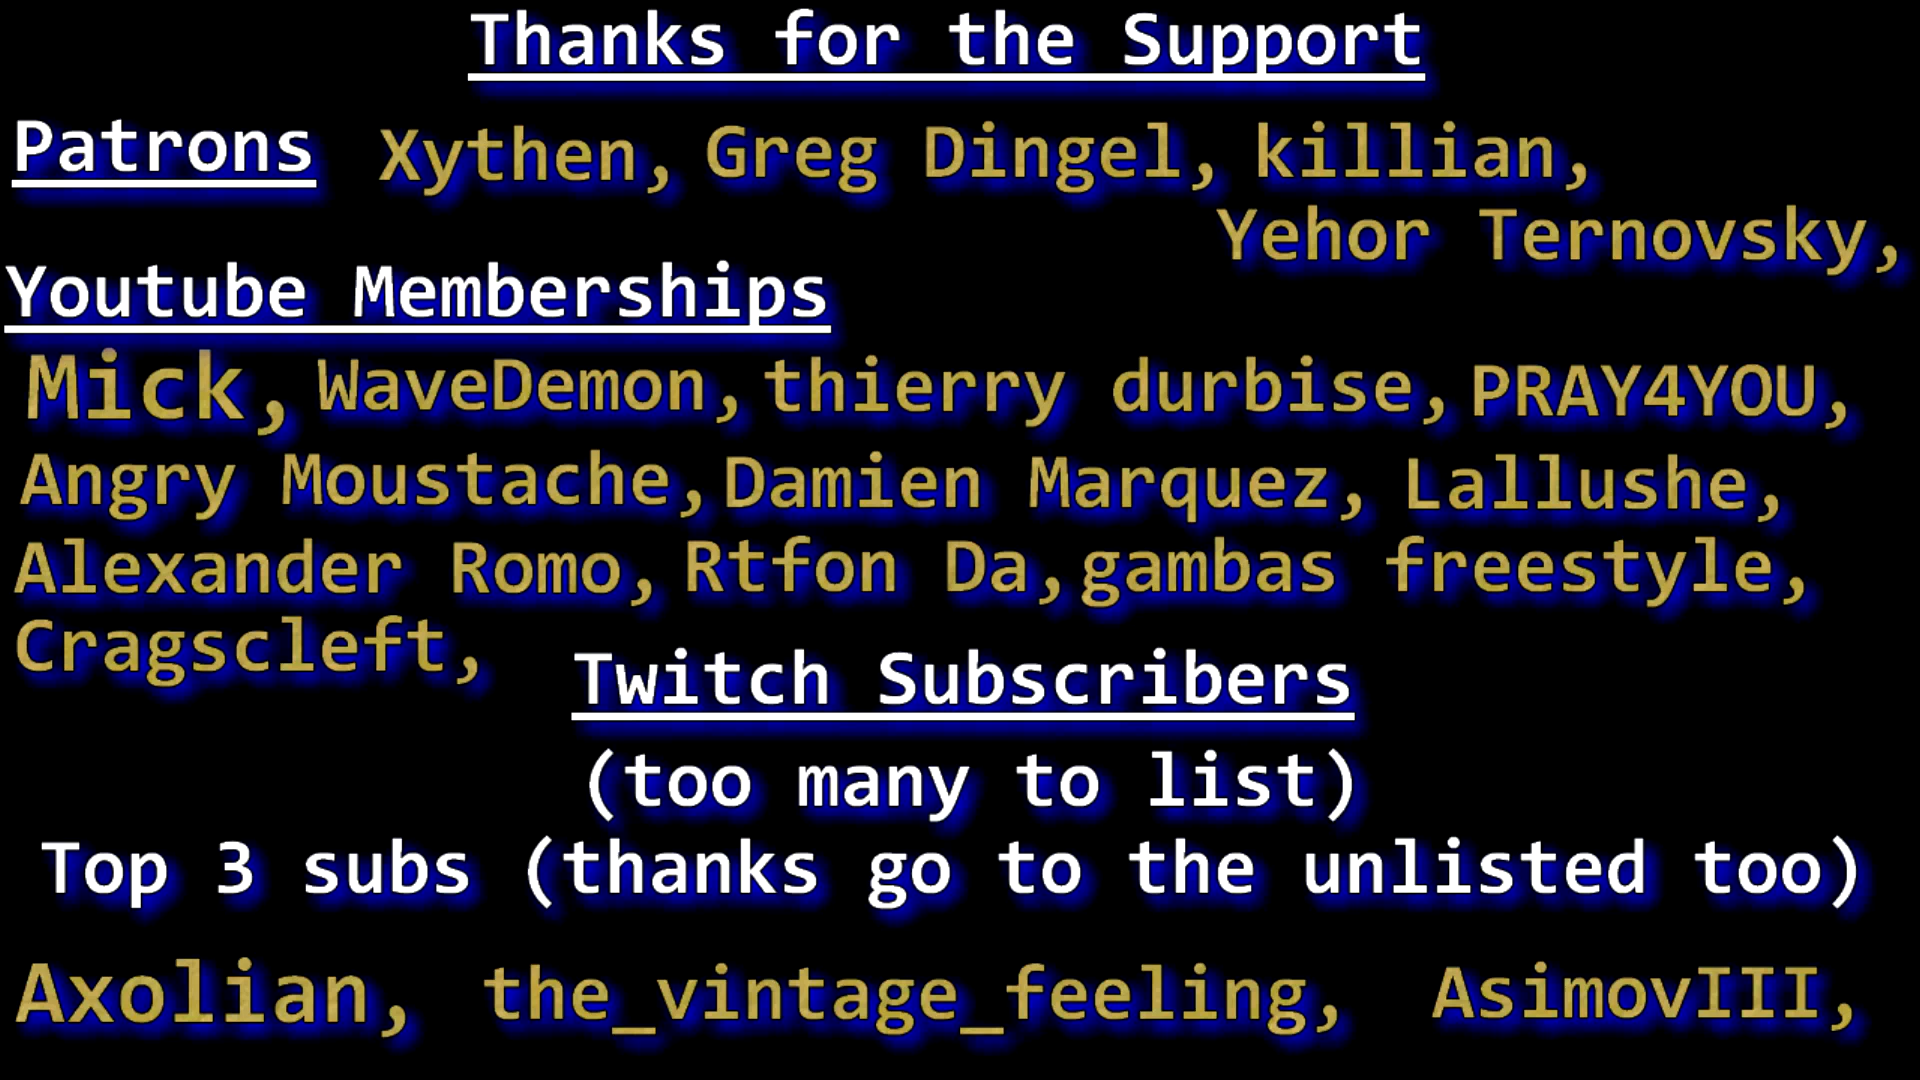 Thanks for the Support
Patrons Xythen, Greg Dingel, killian,
Yehor Ternovsky,
Youtube Memberships
Mick, WaveDemon, thierry durbise, PRAY4YOU,
Angry Moustache, Damien Marquez, Lallushe,
Alexander Romo, Rtfon Da, gambas freestyle,
Cragscleft,
Twitch Subscribers
(too many to list)
Top 3 subs (thanks go to the unlisted too)
Axolian, the_vintage_feeling, AsimovIII,